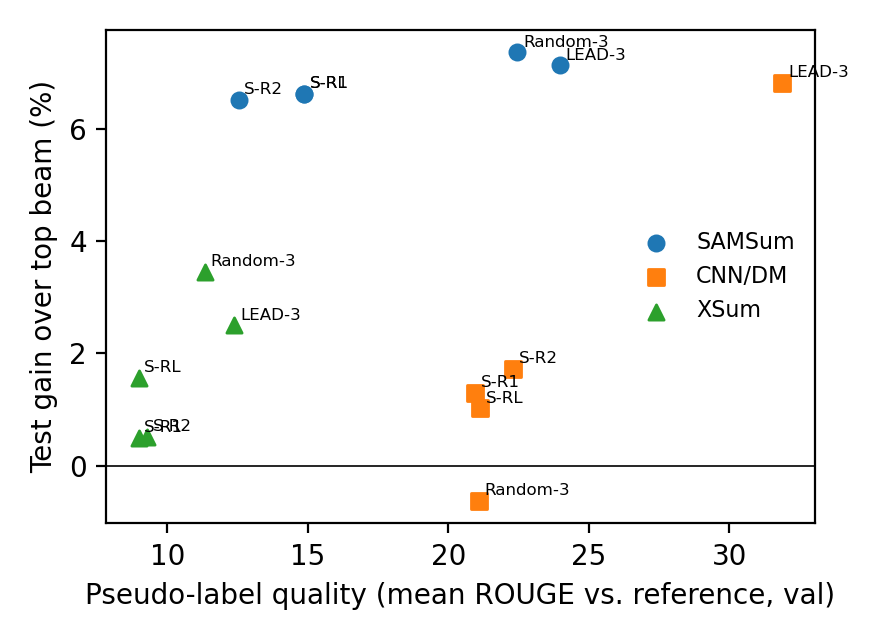 Random-3
LEAD-3
LEAD-3
S-R2
S-R1
6
SAMSum
4
CNN/DM
Random-3
XSum
LEAD-3
2
S-R2
S-RL
S-R1
S-RL
S-R1
S-R2
0
Random-3
10 15 20 25 30
Test gain over top beam (%)
Pseudo-label quality (mean ROUGE vs. reference, val)